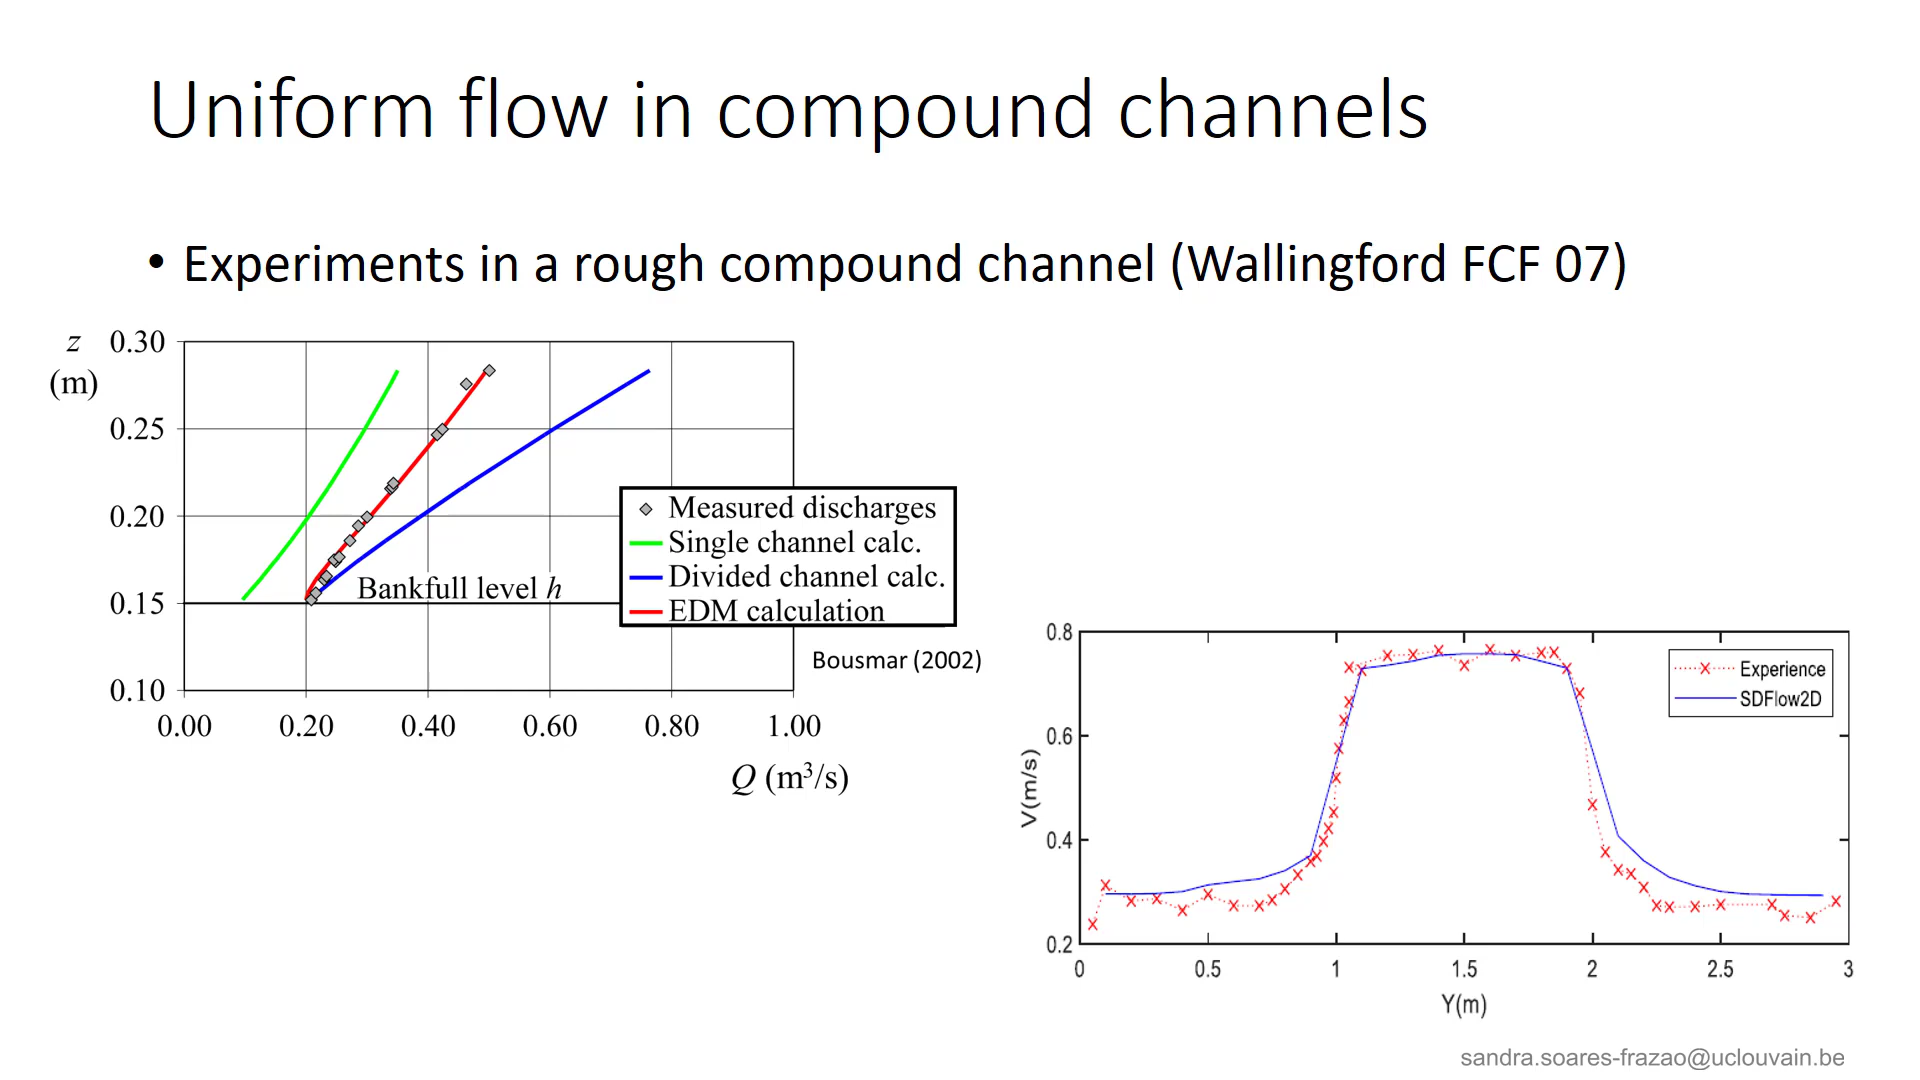 Uniform flow in compound channels
• Experiments in a rough compound channel (Wallingford FCF 07)
z
(m)
0.30
0.25
0.20
0.15
0.10
0.00 0.20 0.40 0.60 0.80 1.00
Q (m³/s)
Bankfull level h
Measured discharges
Single channel calc.
Divided channel calc.
EDM calculation
Bousmar (2002)
V(m/s)
0.8
0.6
0.4
0.2
0 0.5 1 1.5 2 2.5 3
Y(m)
Experience
SDFlow2D
sandra.soares-frazao@uclouvain.be